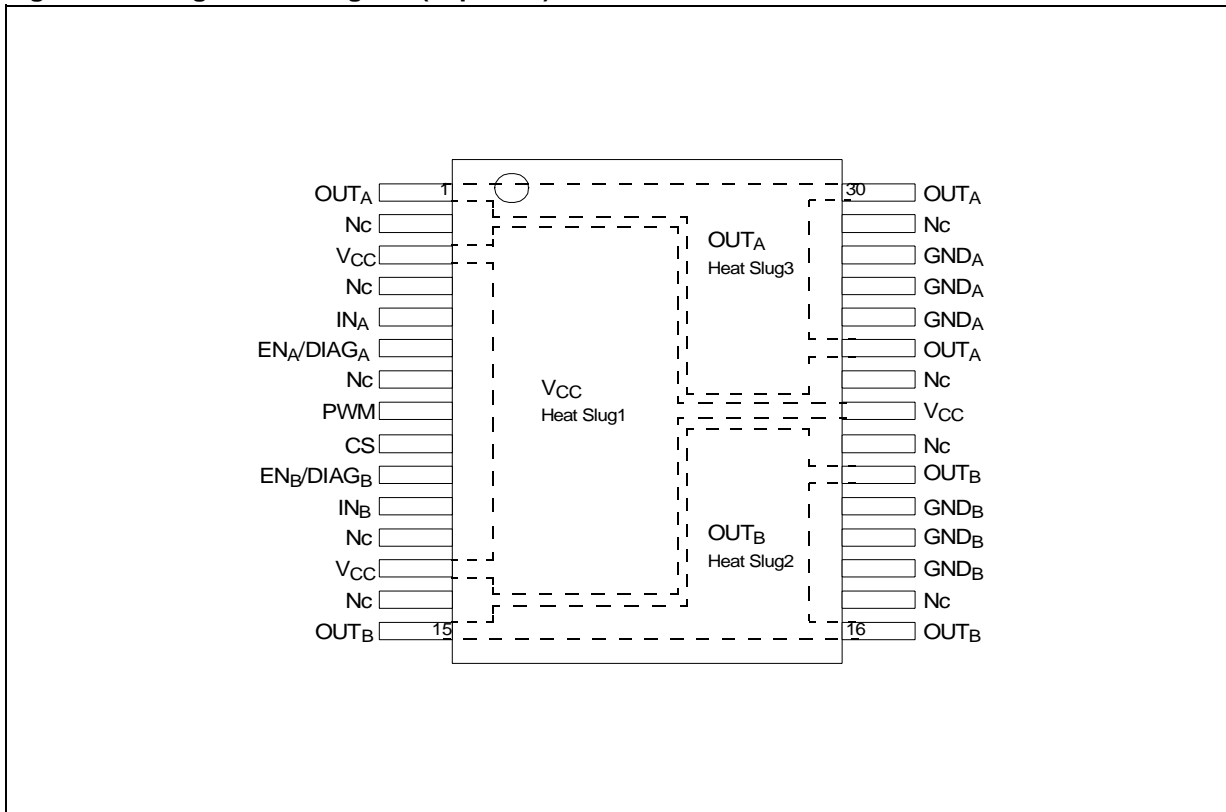 OUTA 1 30 OUTA
Nc Nc
VCC GNDA
Nc GNDA
INA GNDA
ENA/DIAGA OUTA
Nc Nc
PWM VCC
CS Nc
ENB/DIAGB OUTB
INB GNDB
Nc GNDB
VCC GNDB
Nc Nc
OUTB 15 16 OUTB
OUTA
Heat Slug3
VCC
Heat Slug1
OUTB
Heat Slug2